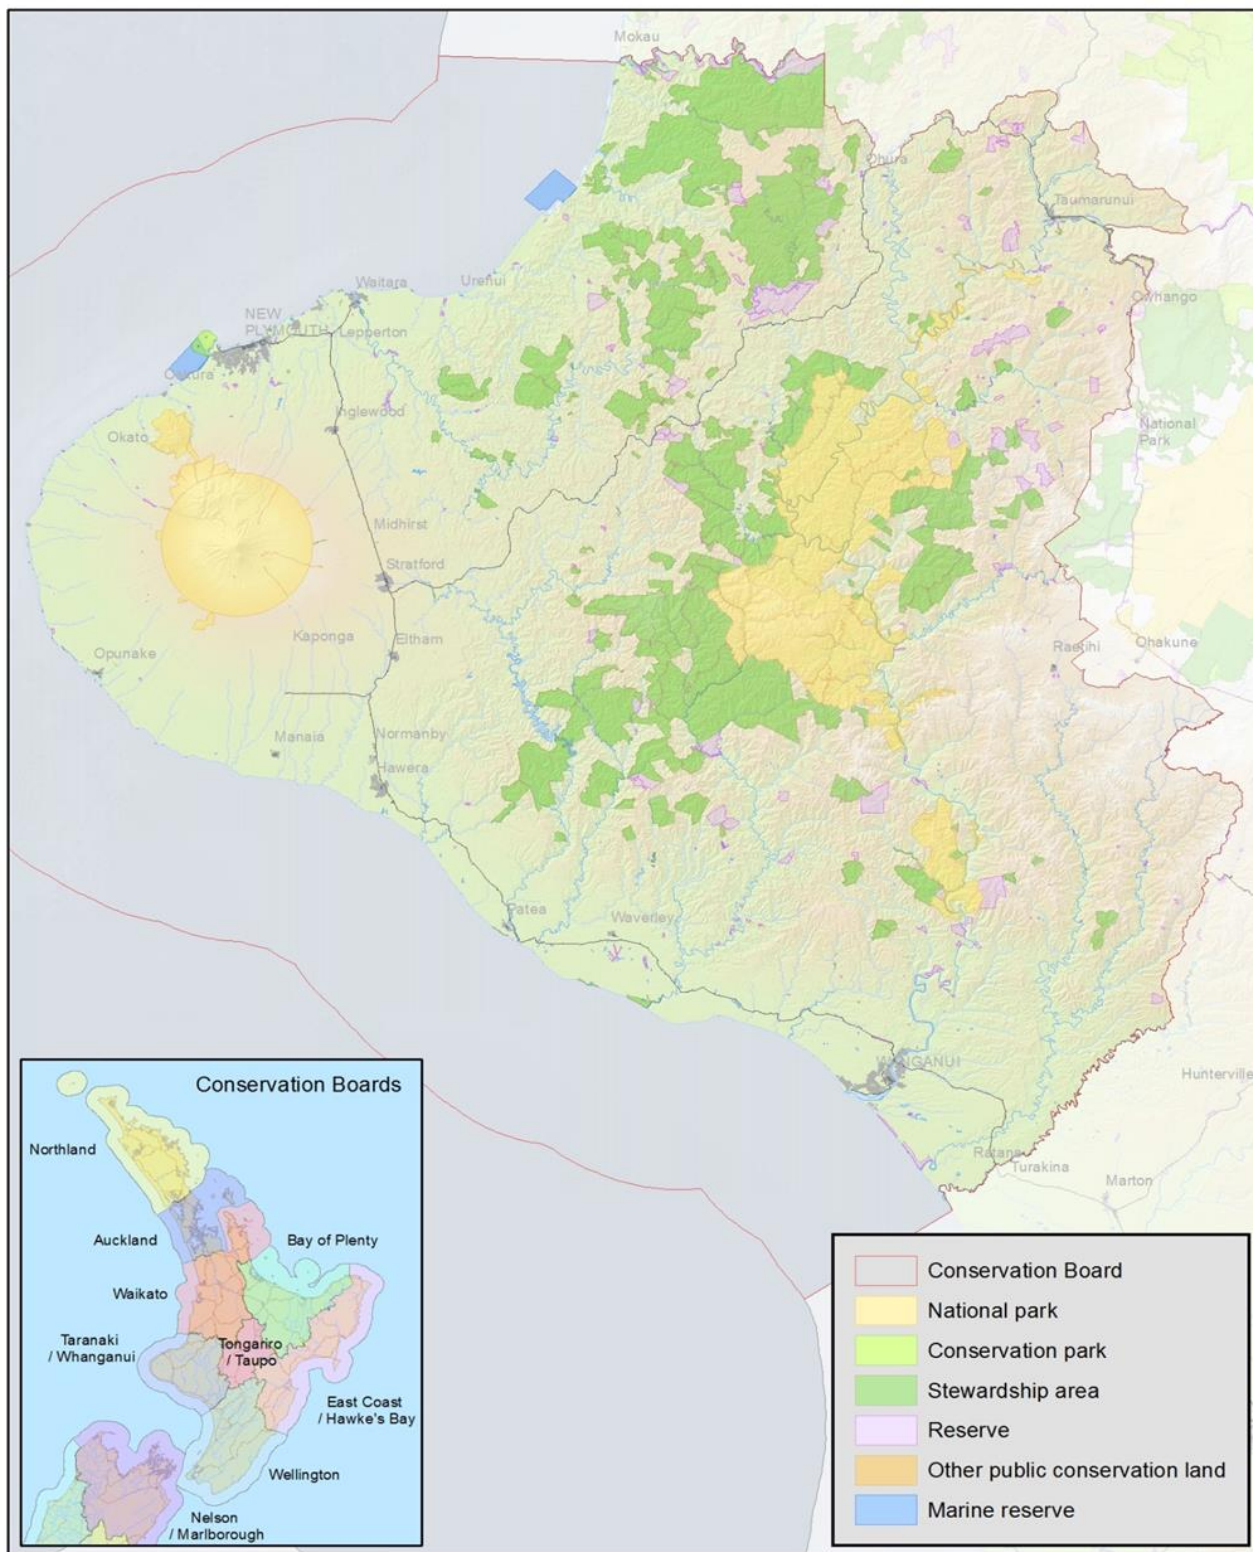 Mokau
Ohura
Taumarunui
Waitara
Urenui
Owhango
NEW
PLYMOUTH
Lepperton
Oakura
Inglewood
Okato
National
Park
Midhirst
Stratford
Kaponga
Eltham
Opunake
Raetihi
Ohakune
Manaia
Normanby
Hawera
Patea
Waverley
WANGANUI
Hunterville
Ratana
Turakina
Marton
Conservation Boards
Northland
Auckland
Bay of Plenty
Waikato
Taranaki
/ Whanganui
Tongariro
/ Taupo
East Coast
/ Hawke's Bay
Wellington
Nelson
/ Marlborough
Conservation Board
National park
Conservation park
Stewardship area
Reserve
Other public conservation land
Marine reserve